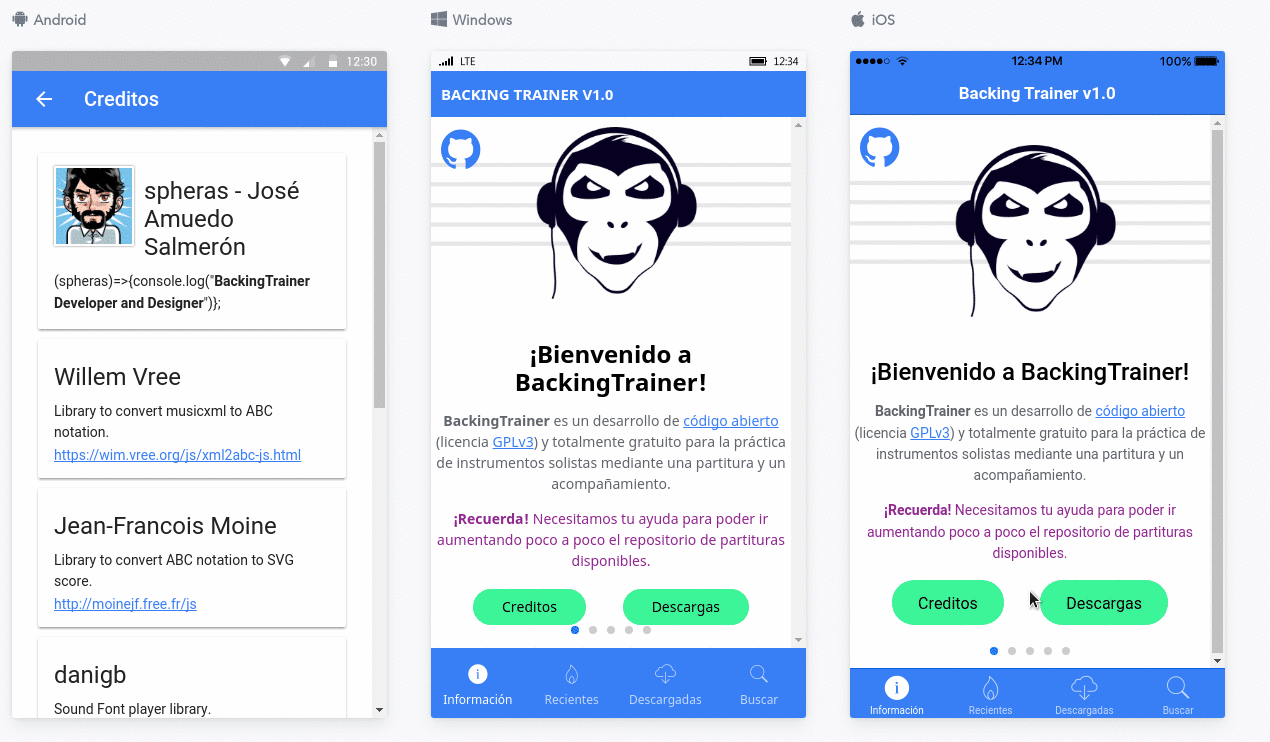 Android
12:30
Creditos
spheras - José
Amuedo
Salmerón
(spheras)=>{console.log("BackingTrainer
Developer and Designer")};
Willem Vree
Library to convert musicxml to ABC
notation.
https://wim.vree.org/js/xml2abc-js.html
Jean-Francois Moine
Library to convert ABC notation to SVG
score.
http://moinejf.free.fr/js
danigb
Sound Font player library.
Windows
LTE
12:34
BACKING TRAINER V1.0
¡Bienvenido a
BackingTrainer!
BackingTrainer es un desarrollo de código abierto
(licencia GPLv3) y totalmente gratuito para la práctica
de instrumentos solistas mediante una partitura y un
acompañamiento.
¡Recuerda! Necesitamos tu ayuda para poder ir
aumentando poco a poco el repositorio de partituras
disponibles.
Creditos Descargas
Información Recientes Descargadas Buscar
iOS
12:34 PM
100%
Backing Trainer v1.0
¡Bienvenido a BackingTrainer!
BackingTrainer es un desarrollo de código abierto
(licencia GPLv3) y totalmente gratuito para la práctica de
instrumentos solistas mediante una partitura y un
acompañamiento.
¡Recuerda! Necesitamos tu ayuda para poder ir
aumentando poco a poco el repositorio de partituras
disponibles.
Creditos Descargas
Información Recientes Descargadas Buscar